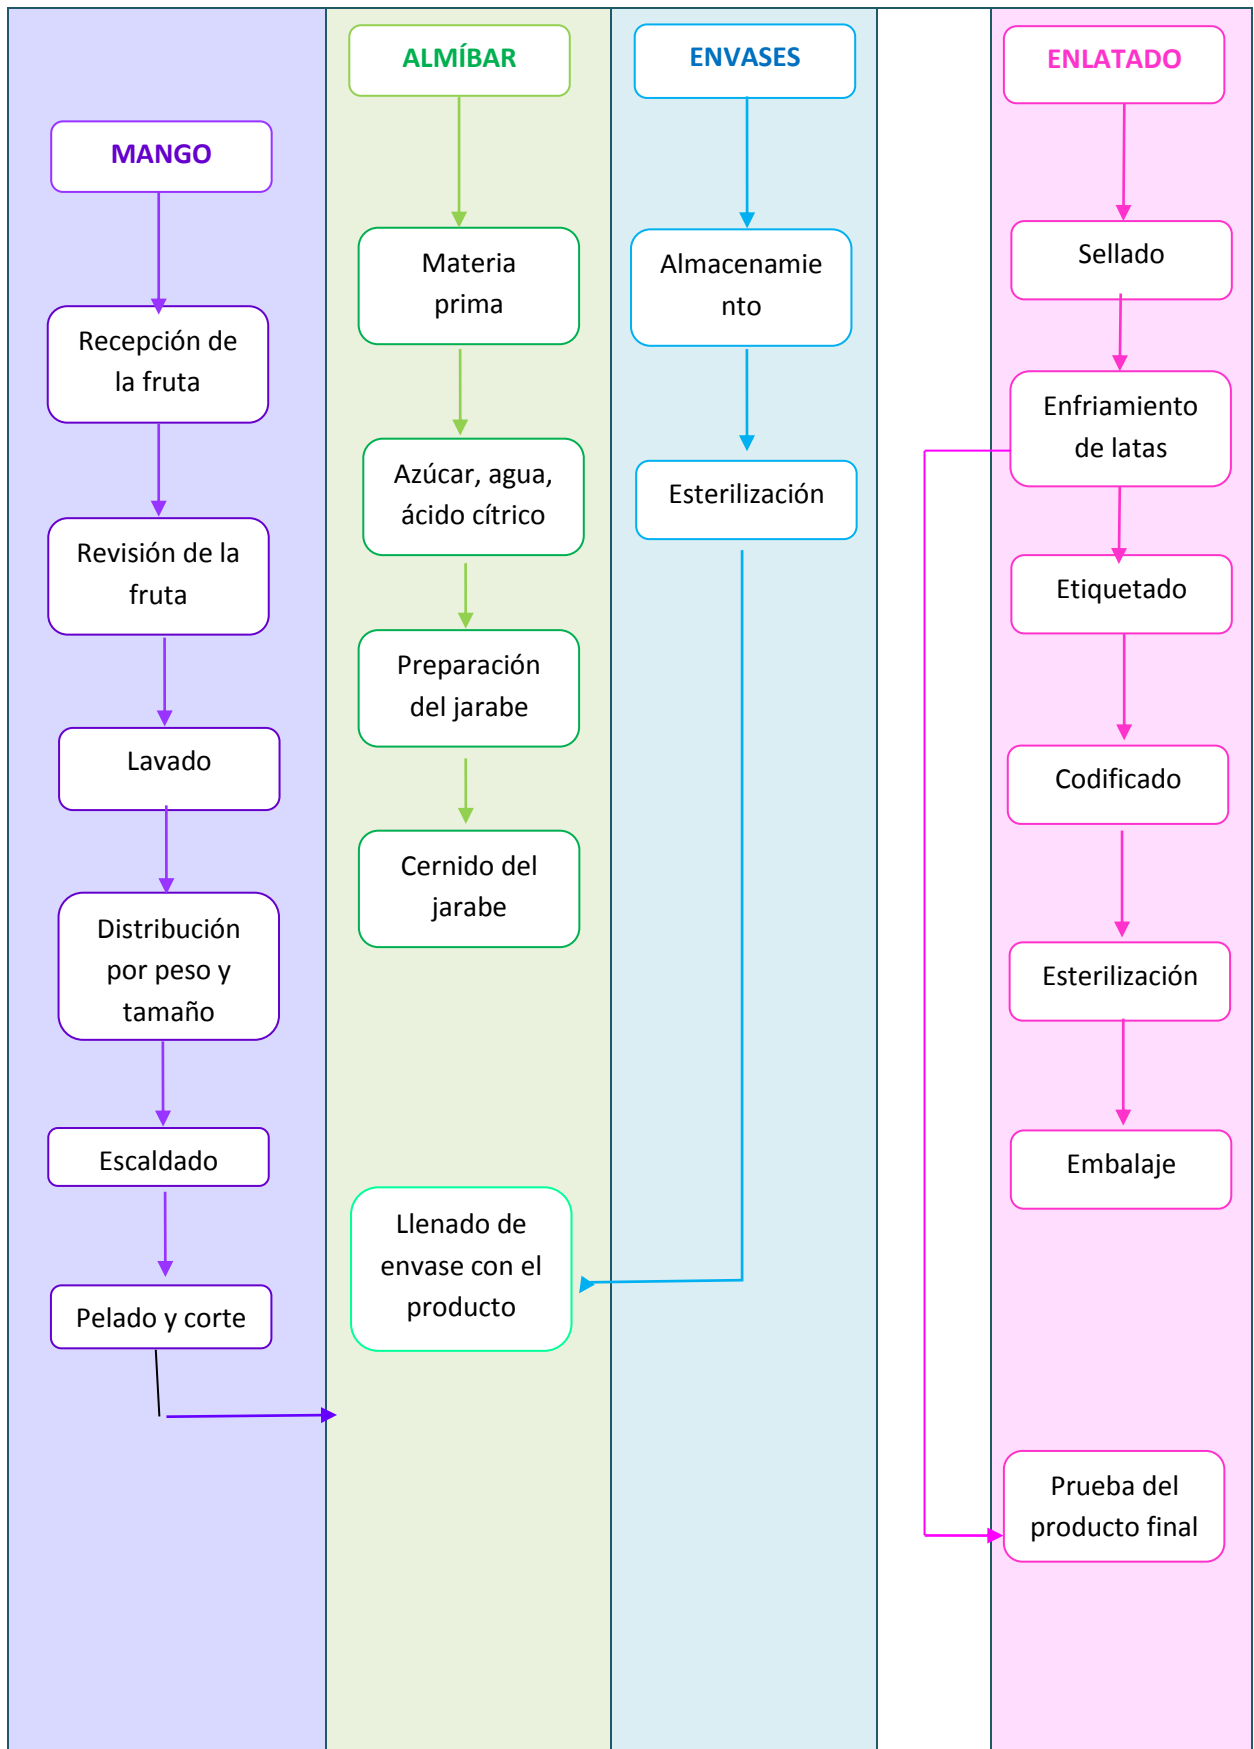 MANGO
Recepción de
la fruta
Revisión de la
fruta
Lavado
Distribución
por peso y
tamaño
Escaldado
Pelado y corte
ALMÍBAR
Materia
prima
Azúcar, agua,
ácido cítrico
Preparación
del jarabe
Cernido del
jarabe
Llenado de
envase con el
producto
ENVASES
Almacenamie
nto
Esterilización
ENLATADO
Sellado
Enfriamiento
de latas
Etiquetado
Codificado
Esterilización
Embalaje
Prueba del
producto final